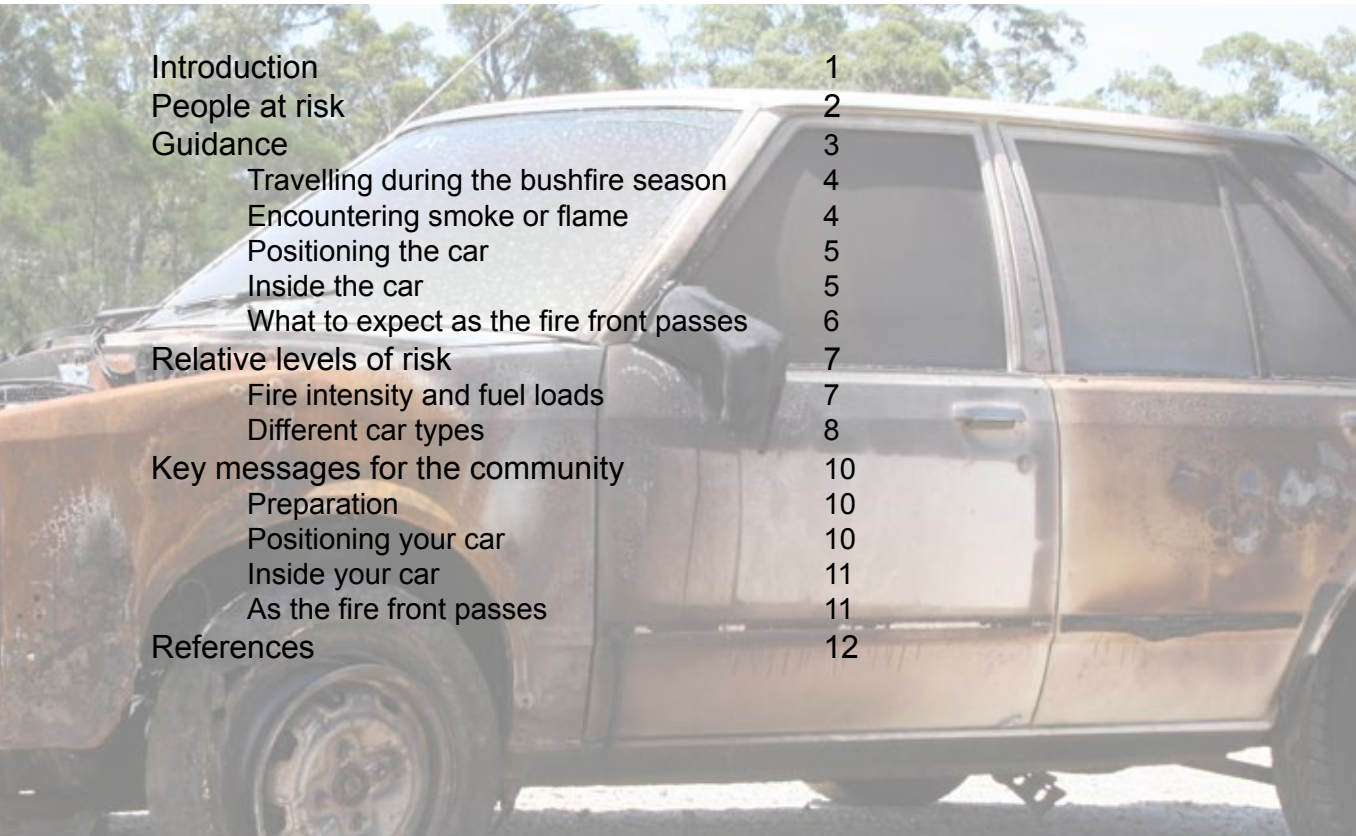 Introduction 1
People at risk 2
Guidance 3
Travelling during the bushfire season 4
Encountering smoke or flame 4
Positioning the car 5
Inside the car 5
What to expect as the fire front passes 6
Relative levels of risk 7
Fire intensity and fuel loads 7
Different car types 8
Key messages for the community 10
Preparation 10
Positioning your car 10
Inside your car 11
As the fire front passes 11
References 12